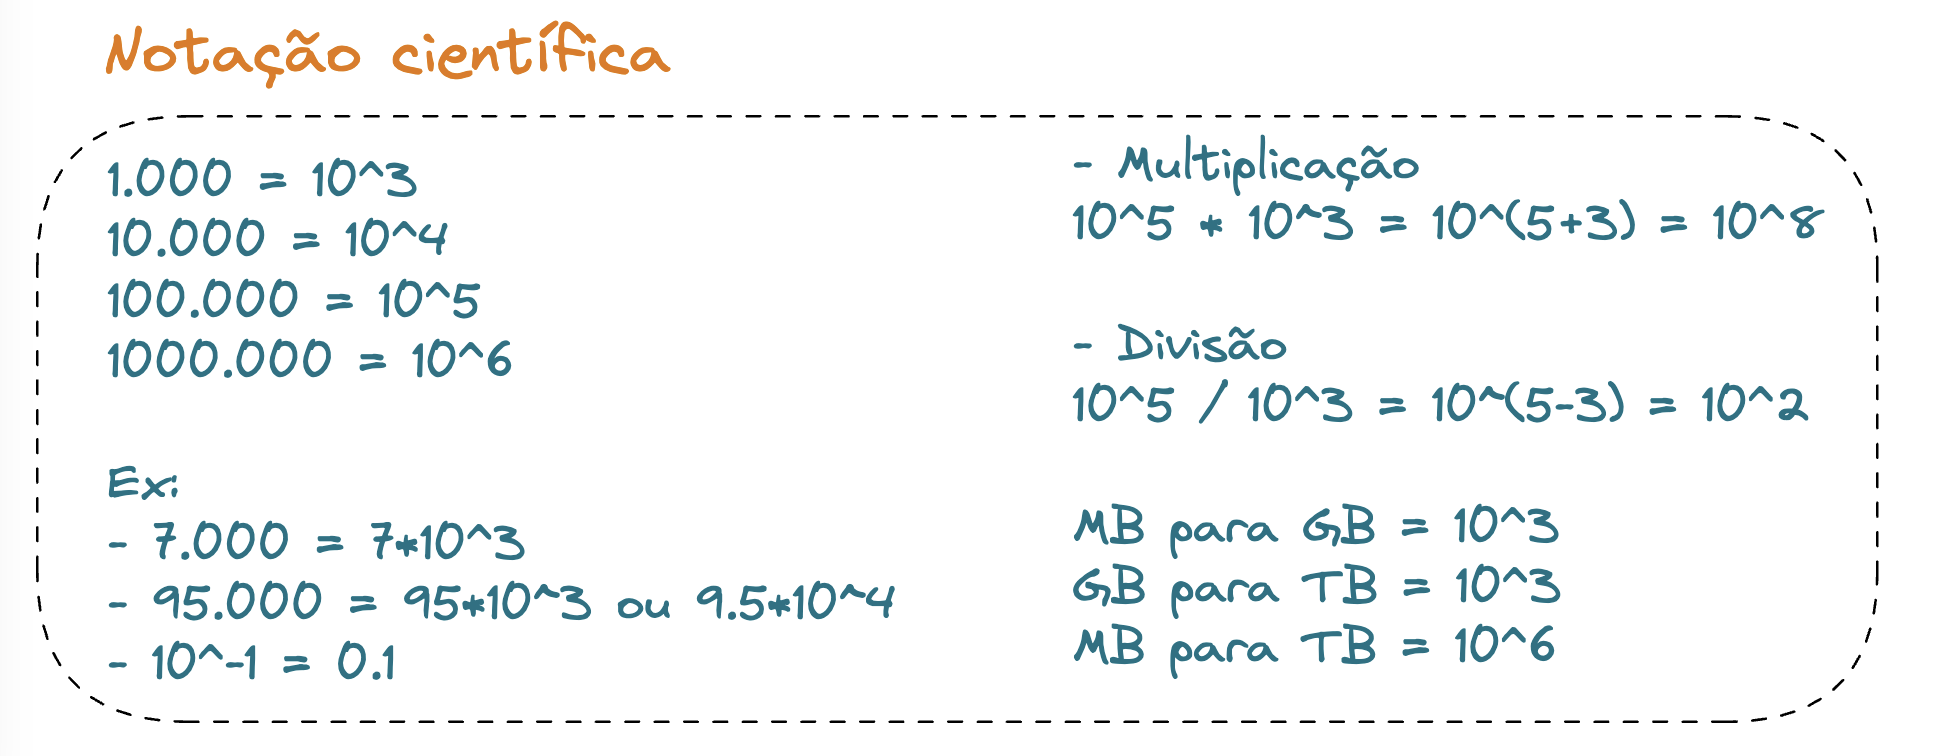 Notação científica
1.000 = 10^3
10.000 = 10^4
100.000 = 10^5
1000.000 = 10^6
Ex:
- 7.000 = 7*10^3
- 95.000 = 95*10^3 ou 9.5*10^4
- 10^-1 = 0.1
- Multiplicação
10^5 * 10^3 = 10^(5+3) = 10^8
- Divisão
10^5 / 10^3 = 10^(5-3) = 10^2
MB para GB = 10^3
GB para TB = 10^3
MB para TB = 10^6